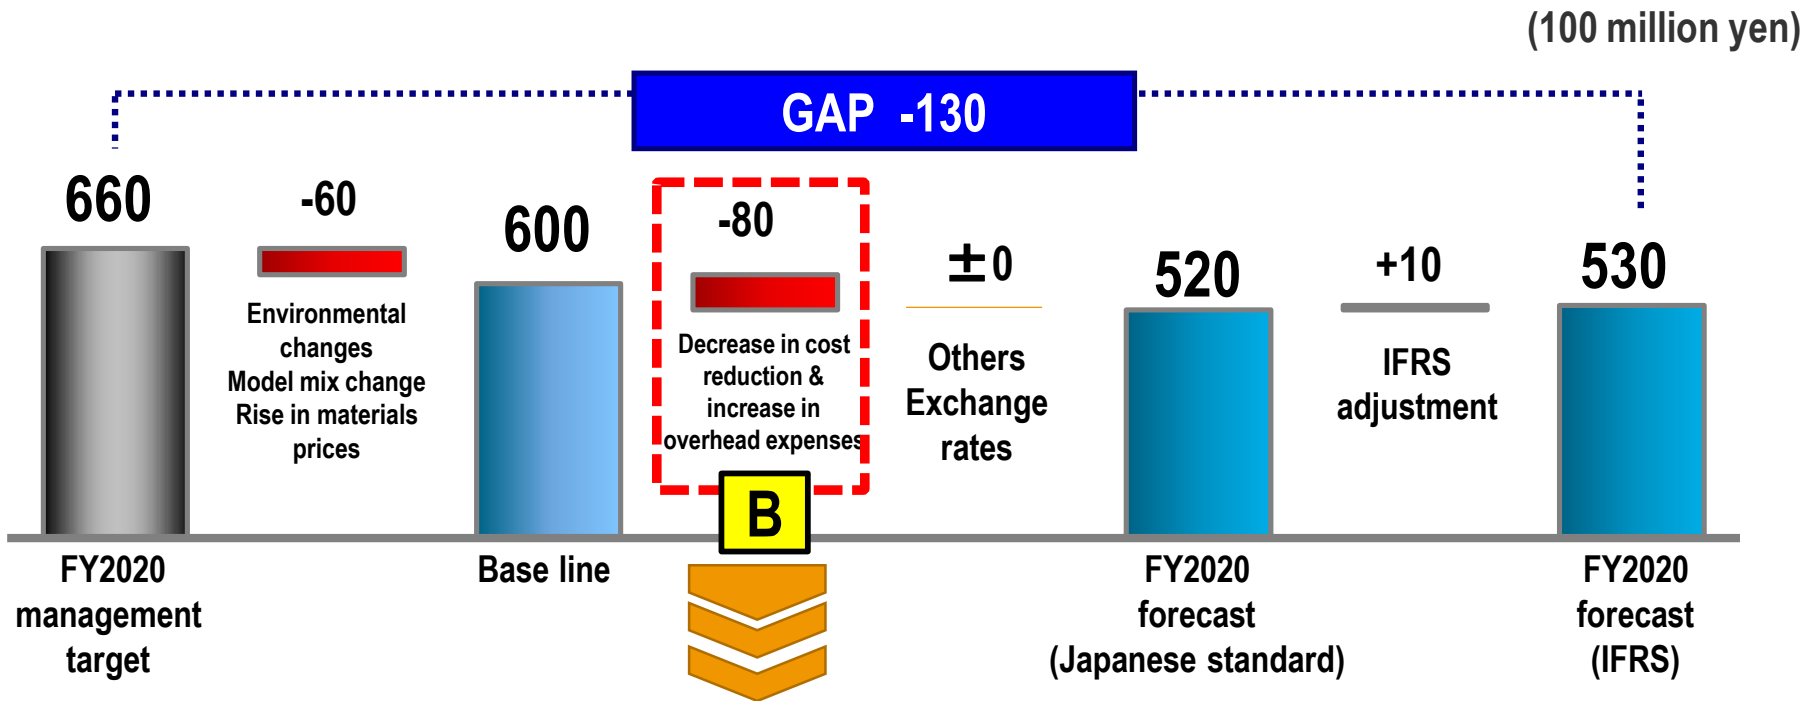 (100 million yen)
GAP -130
660
-60
600
-80
±0
520
+10
530
Environmental
changes
Model mix change
Rise in materials
prices
Decrease in cost
reduction &
increase in
overhead expenses
Others
Exchange
rates
IFRS
adjustment
B
FY2020
management
target
Base line
FY2020
forecast
(Japanese standard)
FY2020
forecast
(IFRS)